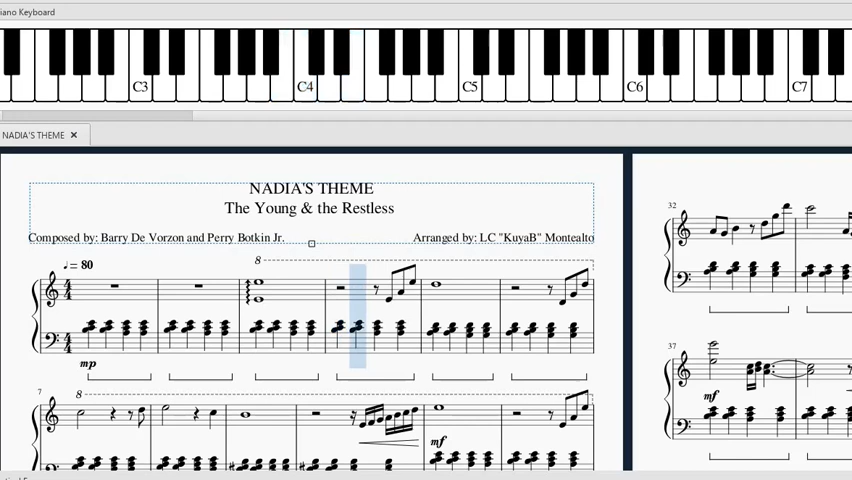 iano Keyboard
C3 C4 C5 C6 C7
NADIA'S THEME ✕
NADIA'S THEME
The Young & the Restless
Composed by: Barry De Vorzon and Perry Botkin Jr. Arranged by: LC "KuyaB" Montealto
♩= 80
8
mp
7
8
mf
32
37
mf